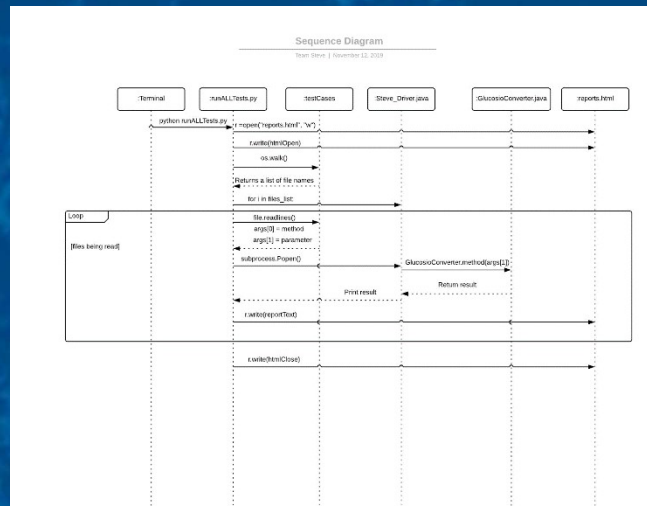 Sequence Diagram
Team Steve | November 12, 2019
:Terminal
:runALLTests.py
:testCases
:Steve_Driver.java
:GlucosioConverter.java
:reports.html
python runALLTests.py
r =open("reports.html", "w")
r.write(htmlOpen)
os.walk()
Returns a list of file names
for i in files_list:
Loop
file.readlines()
args[0] = method
[files being read]
args[1] = parameter
subprocess.Popen()
GlucosioConverter.method(args[1])
Return result
Print result
r.write(reportText)
r.write(htmlClose)